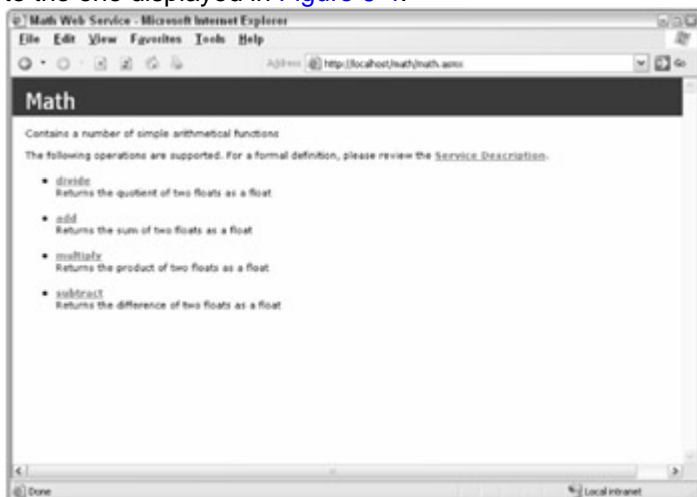 to the one displayed in Figure 6-4.
Math Web Service - Microsoft Internet Explorer
File Edit View Favorites Tools Help
Address http://localhost/math/math.asmx Go
Math
Contains a number of simple arithmetical functions
The following operations are supported. For a formal definition, please review the Service Description.
• divide
Returns the quotient of two floats as a float
• add
Returns the sum of two floats as a float
• multiply
Returns the product of two floats as a float
• subtract
Returns the difference of two floats as a float
Done Local intranet